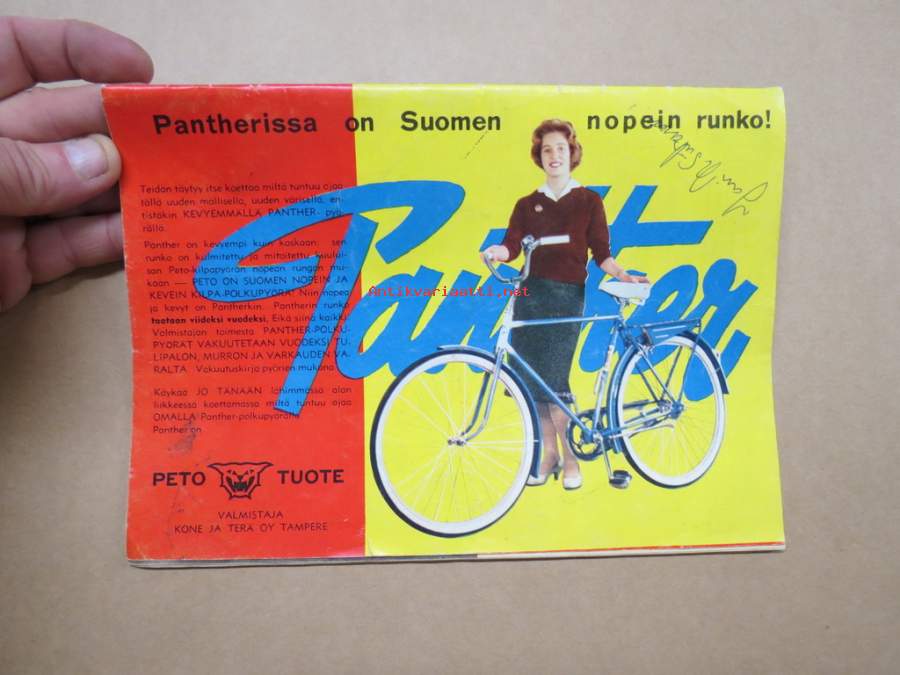 Pantherissa on Suomen nopein runko!
Teidän täytyy itse koettaa miltä tuntuu ajaa
tällä uuden mallisella, uuden värisellä, en-
tistäkin KEVYEMMÄLLÄ PANTHER- pyö-
rällä.
Panther on kevyempi kuin koskaan: sen
runko on kulmitettu ja mitoitettu kuului-
san Peto-kilpapyörän nopean rungon mu-
kaan — PETO ON SUOMEN NOPEIN JA
KEVEIN KILPA-POLKUPYÖRÄ! Niin nopea
ja kevyt on Pantherkin. Pantherin runko
taataan viideksi vuodeksi. Eikä siinä kaikki:
Valmistajan toimesta PANTHER-POLKU-
PYÖRÄT VAKUUTETAAN VUODEKSI TU-
LIPALON, MURRON JA VARKAUDEN VA-
RALTA. Vakuutuskirja pyörien mukana
Käykää JO TÄNÄÄN lähimmässä alan
liikkeessä koettamassa miltä tuntuu ajaa
OMALLA Panther-polkupyörällä
Panther on
Panther
Antikvariaatti.net
PETO TUOTE
VALMISTAJA
KONE JA TERÄ OY TAMPERE